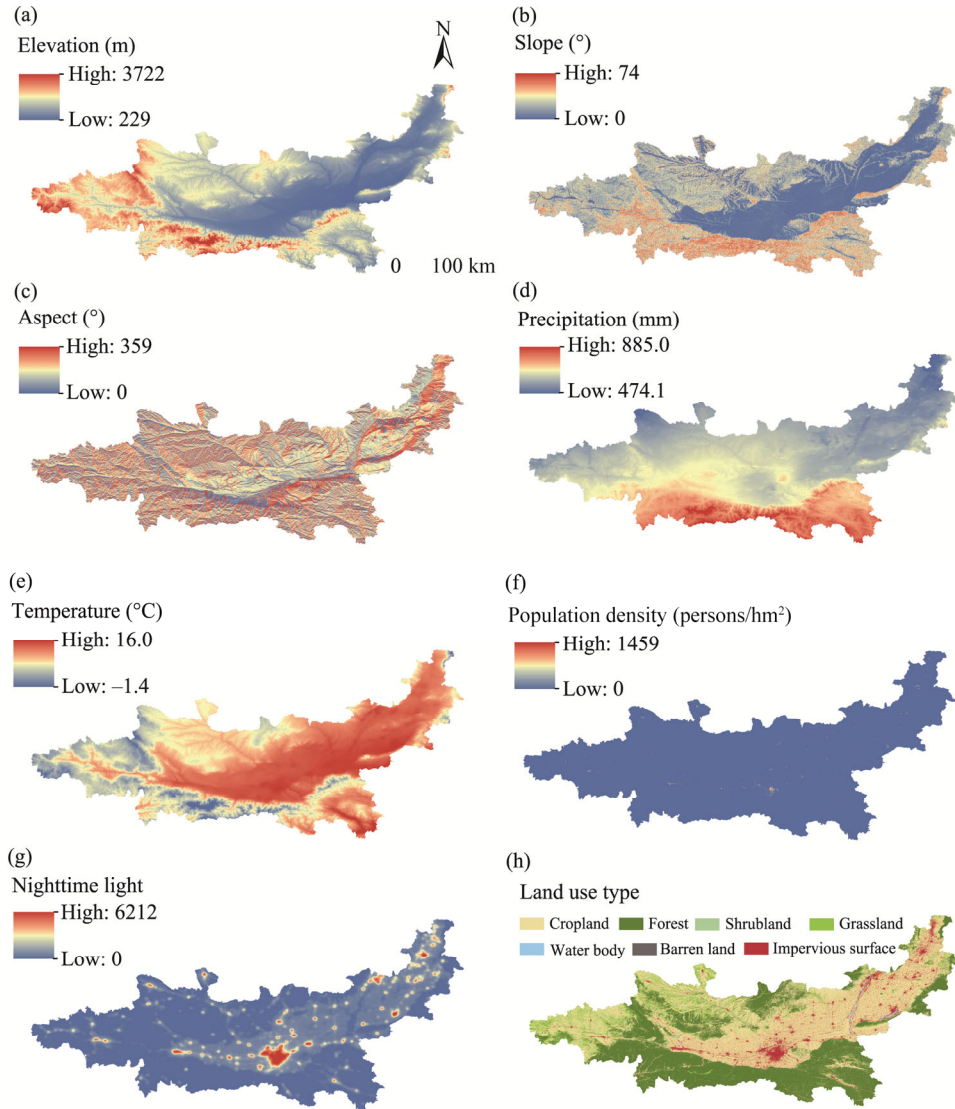 (a)
Elevation (m)
High: 3722
Low: 229
N
0 100 km
(b)
Slope (°)
High: 74
Low: 0
(c)
Aspect (°)
High: 359
Low: 0
(d)
Precipitation (mm)
High: 885.0
Low: 474.1
(e)
Temperature (°C)
High: 16.0
Low: –1.4
(f)
Population density (persons/hm²)
High: 1459
Low: 0
(g)
Nighttime light
High: 6212
Low: 0
(h)
Land use type
Cropland Forest Shrubland Grassland
Water body Barren land Impervious surface